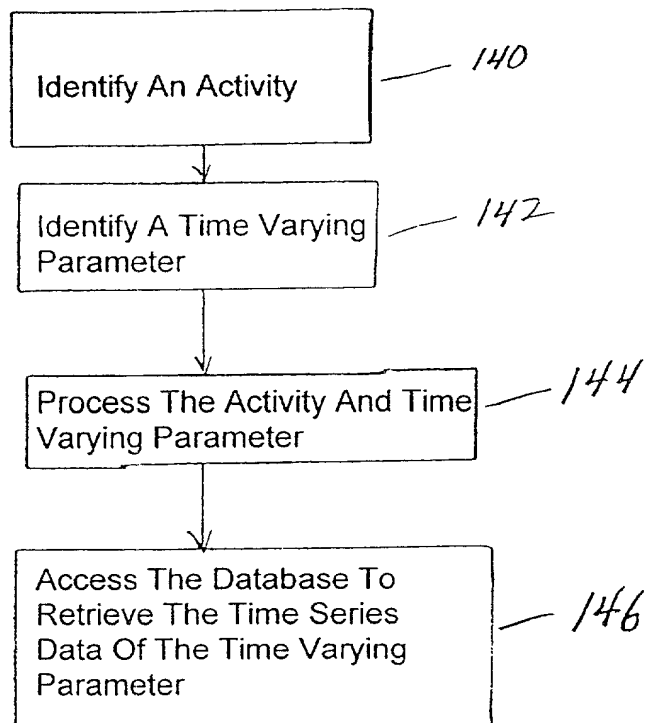 Identify An Activity
140
Identify A Time Varying
Parameter
142
Process The Activity And Time
Varying Parameter
144
Access The Database To
Retrieve The Time Series
Data Of The Time Varying
Parameter
146